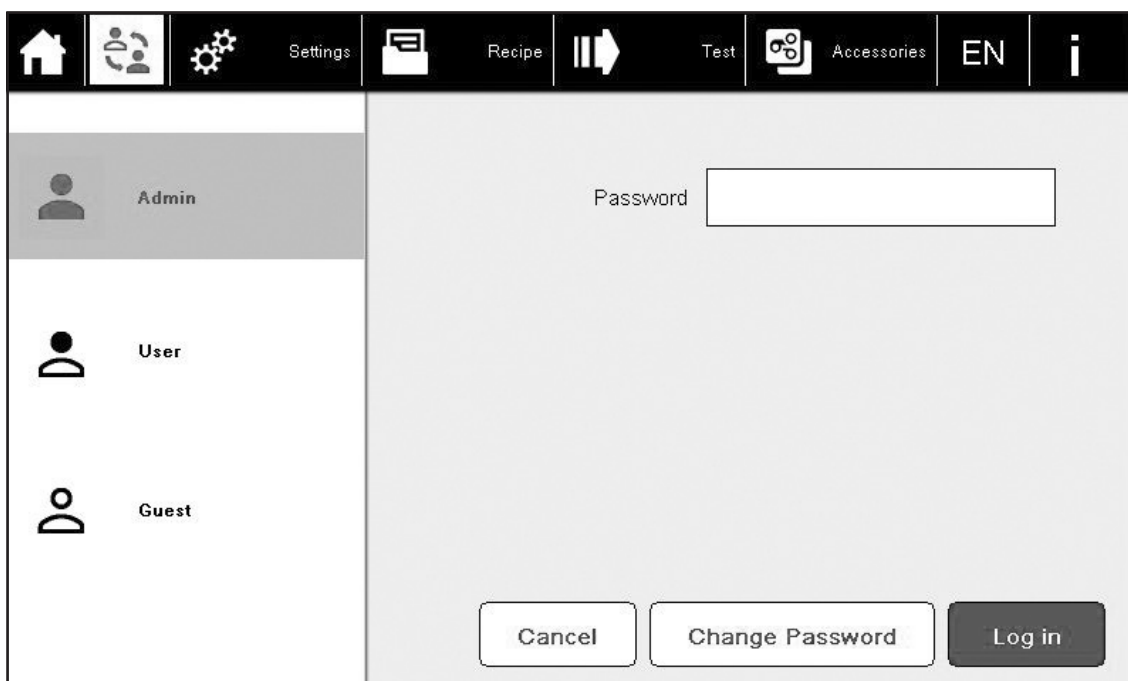 Settings Recipe Test Accessories EN i
Admin
Password
User
Guest
Cancel Change Password Log in